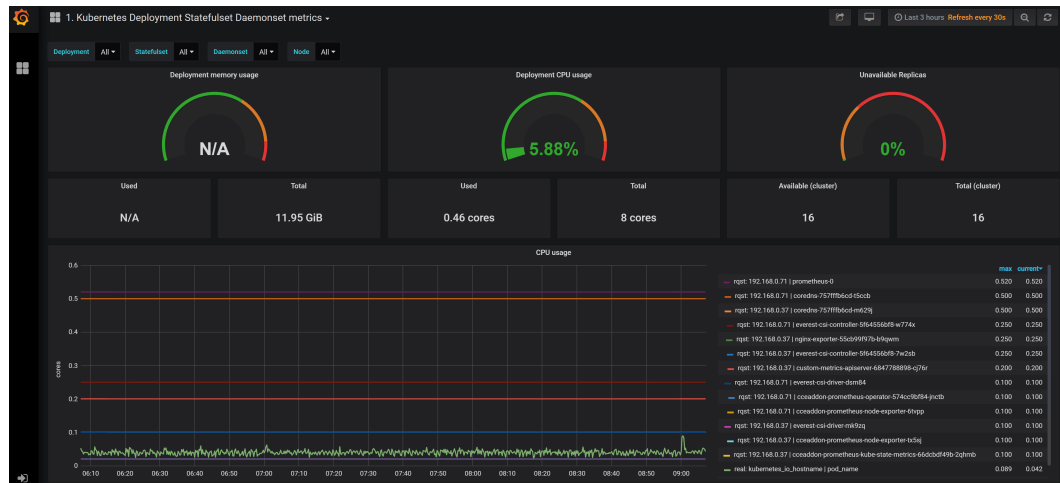 1. Kubernetes Deployment Statefulset Daemonset metrics
Last 3 hours Refresh every 30s
Deployment All Statefulset All Daemonset All Node All
Deployment memory usage
N/A
Deployment CPU usage
5.88%
Unavailable Replicas
0%
Used
N/A
Total
11.95 GiB
Used
0.46 cores
Total
8 cores
Available (cluster)
16
Total (cluster)
16
CPU usage
cores
0.6
0.5
0.4
0.3
0.2
0.1
0
06:10 06:20 06:30 06:40 06:50 07:00 07:10 07:20 07:30 07:40 07:50 08:00 08:10 08:20 08:30 08:40 08:50 09:00
max current
rqst: 192.168.0.71 | prometheus-0 0.520 0.520
rqst: 192.168.0.71 | coredns-757fffb6cd-t5ccb 0.500 0.500
rqst: 192.168.0.37 | coredns-757fffb6cd-m629j 0.500 0.500
rqst: 192.168.0.71 | everest-csi-controller-5f64556bf8-w774x 0.250 0.250
rqst: 192.168.0.37 | nginx-exporter-55cb99f97b-b9qwm 0.250 0.250
rqst: 192.168.0.37 | everest-csi-controller-5f64556bf8-7w2sb 0.250 0.250
rqst: 192.168.0.37 | custom-metrics-apiserver-6847788898-cj76r 0.200 0.200
rqst: 192.168.0.71 | everest-csi-driver-dsm84 0.100 0.100
rqst: 192.168.0.71 | cceaddon-prometheus-operator-574cc9bf84-jnctb 0.100 0.100
rqst: 192.168.0.71 | cceaddon-prometheus-node-exporter-6tvpp 0.100 0.100
rqst: 192.168.0.37 | everest-csi-driver-mk9zq 0.100 0.100
rqst: 192.168.0.37 | cceaddon-prometheus-node-exporter-tx5sj 0.100 0.100
rqst: 192.168.0.37 | cceaddon-prometheus-kube-state-metrics-66dcbdf49b-2qhmb 0.100 0.100
real: kubernetes_io_hostname | pod_name 0.089 0.042